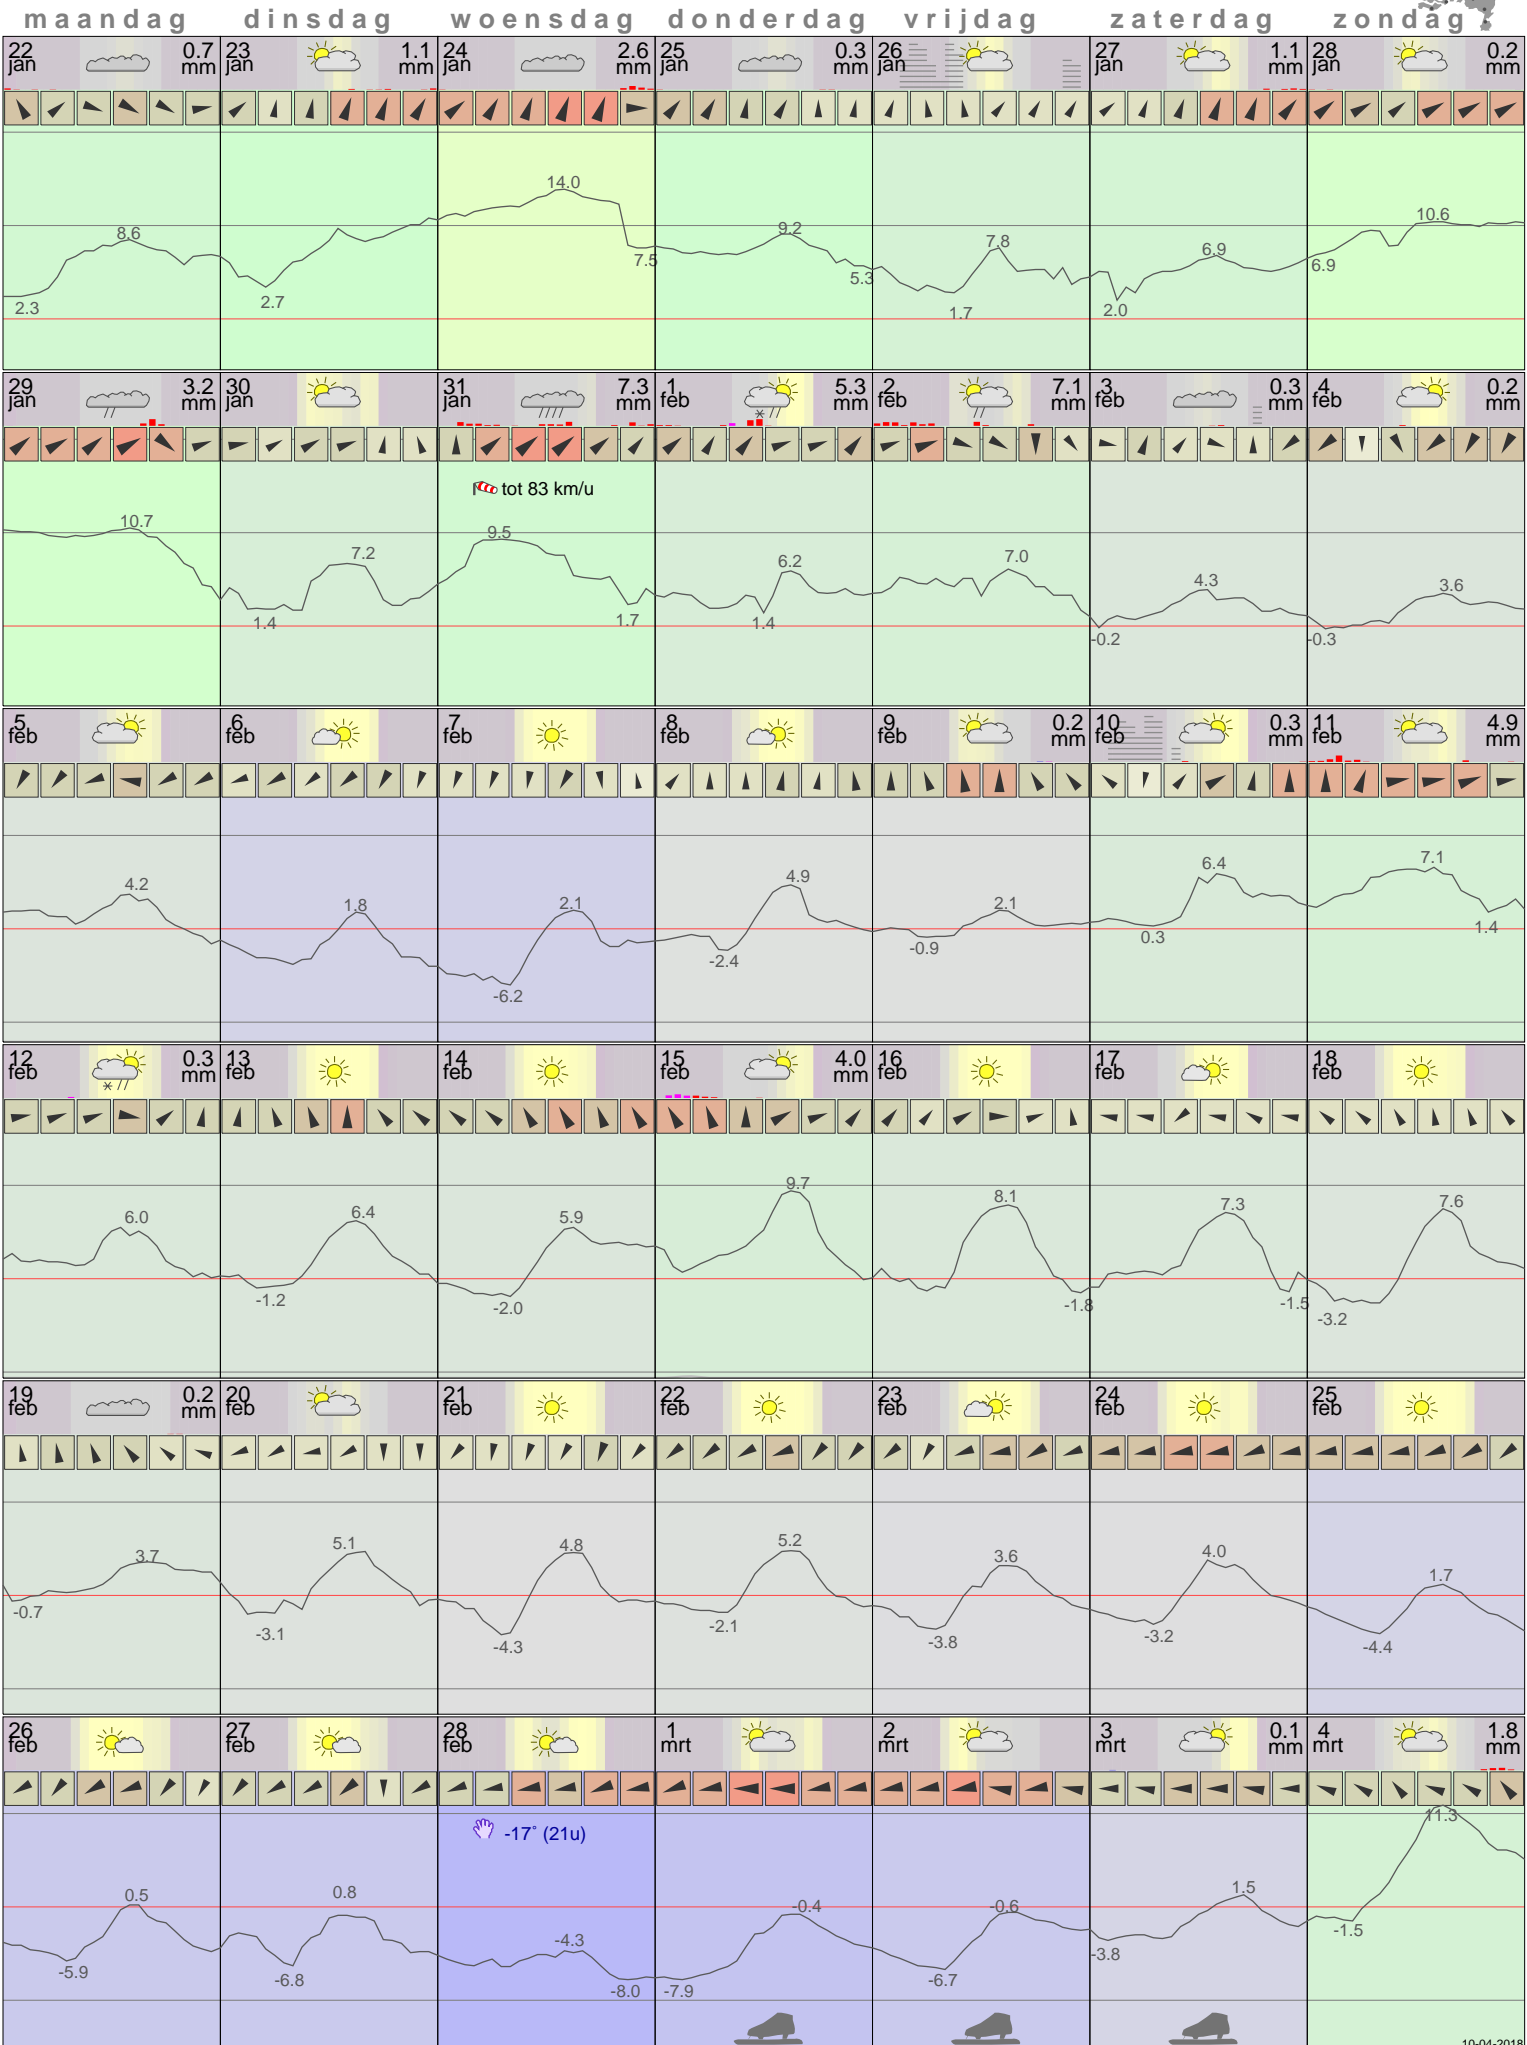 maandag dinsdag woensdag donderdag vrijdag zaterdag zondag
22 jan 0.7 mm 23 jan 1.1 mm 24 jan 2.6 mm 25 jan 0.3 mm 26 jan 27 jan 1.1 mm 28 jan 0.2 mm
8.6 14.0 9.2 7.8 6.9 10.6
2.3 2.7 7.5 5.3 1.7 2.0 6.9
29 jan 3.2 mm 30 jan 31 jan 7.3 mm 1 feb 5.3 mm 2 feb 7.1 mm 3 feb 0.3 mm 4 feb 0.2 mm
tot 83 km/u
10.7 7.2 9.5 6.2 7.0 4.3 3.6
1.4 1.7 1.4 -0.2 -0.3
5 feb 6 feb 7 feb 8 feb 9 feb 0.2 mm 10 feb 0.3 mm 11 feb 4.9 mm
4.2 1.8 2.1 4.9 2.1 6.4 7.1
-6.2 -2.4 -0.9 0.3 1.4
12 feb 0.3 mm 13 feb 14 feb 15 feb 4.0 mm 16 feb 17 feb 18 feb
6.0 6.4 5.9 9.7 8.1 7.3 7.6
-1.2 -2.0 -1.8 -1.5 -3.2
19 feb 0.2 mm 20 feb 21 feb 22 feb 23 feb 24 feb 25 feb
3.7 5.1 4.8 5.2 3.6 4.0 1.7
-0.7 -3.1 -4.3 -2.1 -3.8 -3.2 -4.4
26 feb 27 feb 28 feb 1 mrt 2 mrt 3 mrt 0.1 mm 4 mrt 1.8 mm
-17° (21u)
0.5 0.8 -4.3 -0.4 -0.6 1.5 11.3
-5.9 -6.8 -8.0 -7.9 -6.7 -3.8 -1.5
10-04-2018